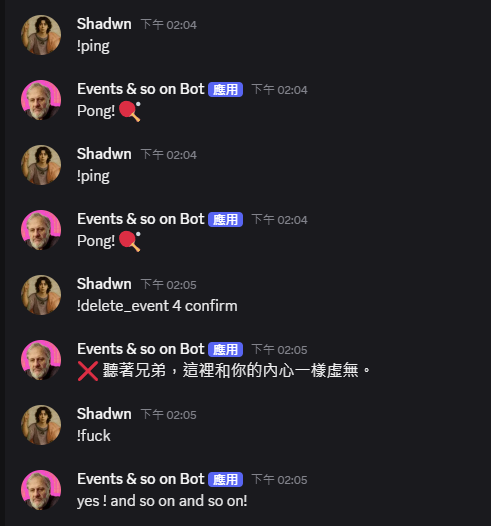 Shadwn 下午 02:04
!ping
Events & so on Bot 應用 下午 02:04
Pong! 🏓
Shadwn 下午 02:04
!ping
Events & so on Bot 應用 下午 02:04
Pong! 🏓
Shadwn 下午 02:05
!delete_event 4 confirm
Events & so on Bot 應用 下午 02:05
❌ 聽著兄弟，這裡和你的內心一樣虛無。
Shadwn 下午 02:05
!fuck
Events & so on Bot 應用 下午 02:05
yes ! and so on and so on!